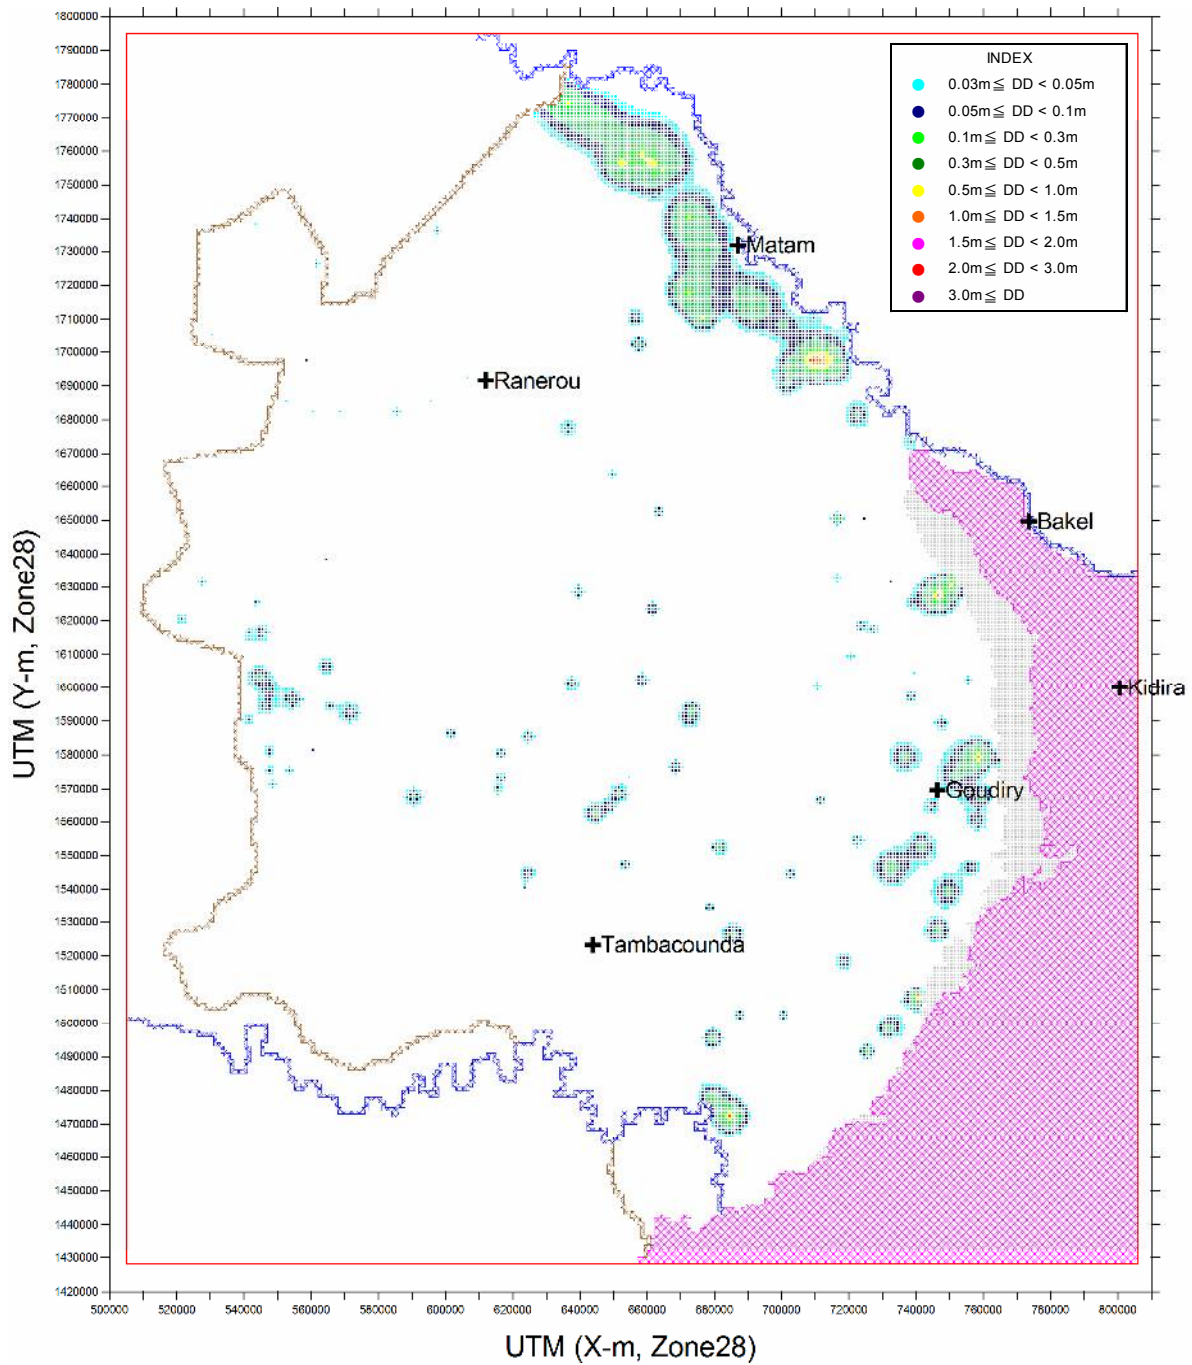 1800000
1790000
1780000
1770000
1760000
1750000
1740000
1730000
1720000
1710000
1700000
1690000
1680000
1670000
1660000
1650000
1640000
1630000
1620000
1610000
1600000
1590000
1580000
1570000
1560000
1550000
1540000
1530000
1520000
1510000
1600000
1490000
1480000
1470000
1460000
1450000
1440000
1430000
1420000
UTM (Y-m, Zone28)
INDEX
0.03m≦ DD < 0.05m
0.05m≦ DD < 0.1m
0.1m≦ DD < 0.3m
0.3m≦ DD < 0.5m
0.5m≦ DD < 1.0m
1.0m≦ DD < 1.5m
1.5m≦ DD < 2.0m
2.0m≦ DD < 3.0m
3.0m≦ DD
Matam
Ranerou
Bakel
Kidira
Goudiry
Tambacounda
500000 520000 540000 560000 580000 600000 620000 640000 660000 680000 700000 720000 740000 760000 780000 800000
UTM (X-m, Zone28)